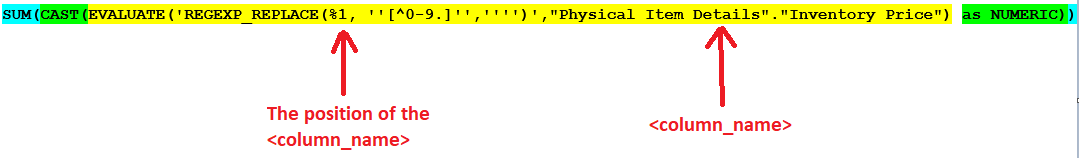 SUM(CAST(EVALUATE('REGEXP_REPLACE(%1, ''[^0-9.]'','''')',"Physical Item Details"."Inventory Price") as NUMERIC))
The position of the
<column_name>
<column_name>